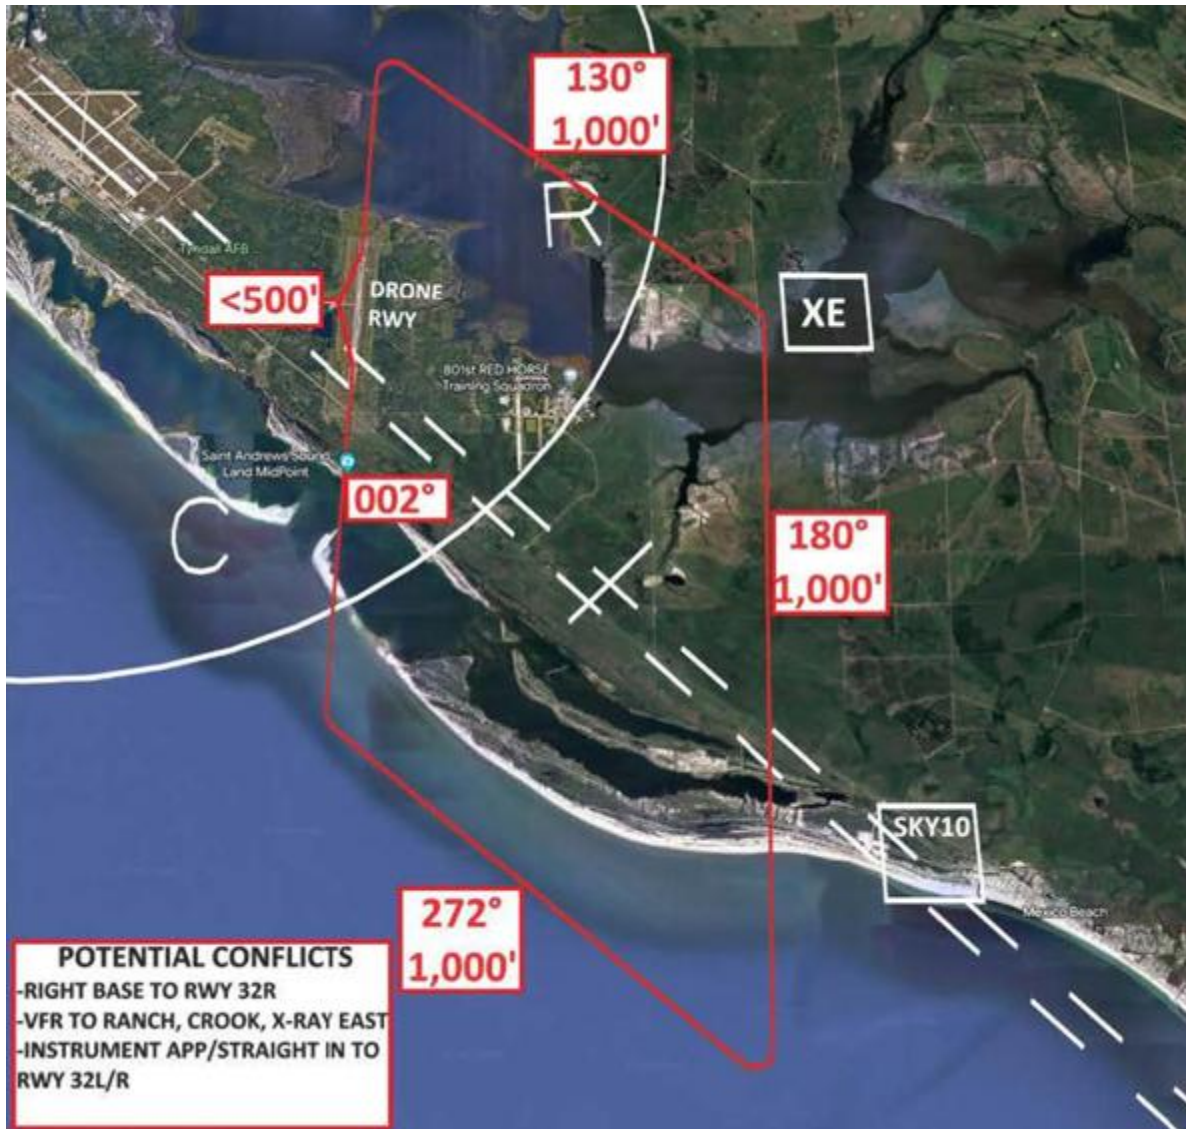 130°
1,000'
R
Tyndall AFB
<500'
DRONE
RWY
XE
801st RED HORSE
Training Squadron
Saint Andrews Sound
Land MidPoint
002°
C
180°
1,000'
SKY10
Mexico Beach
272°
1,000'
POTENTIAL CONFLICTS
-RIGHT BASE TO RWY 32R
-VFR TO RANCH, CROOK, X-RAY EAST
-INSTRUMENT APP/STRAIGHT IN TO
RWY 32L/R